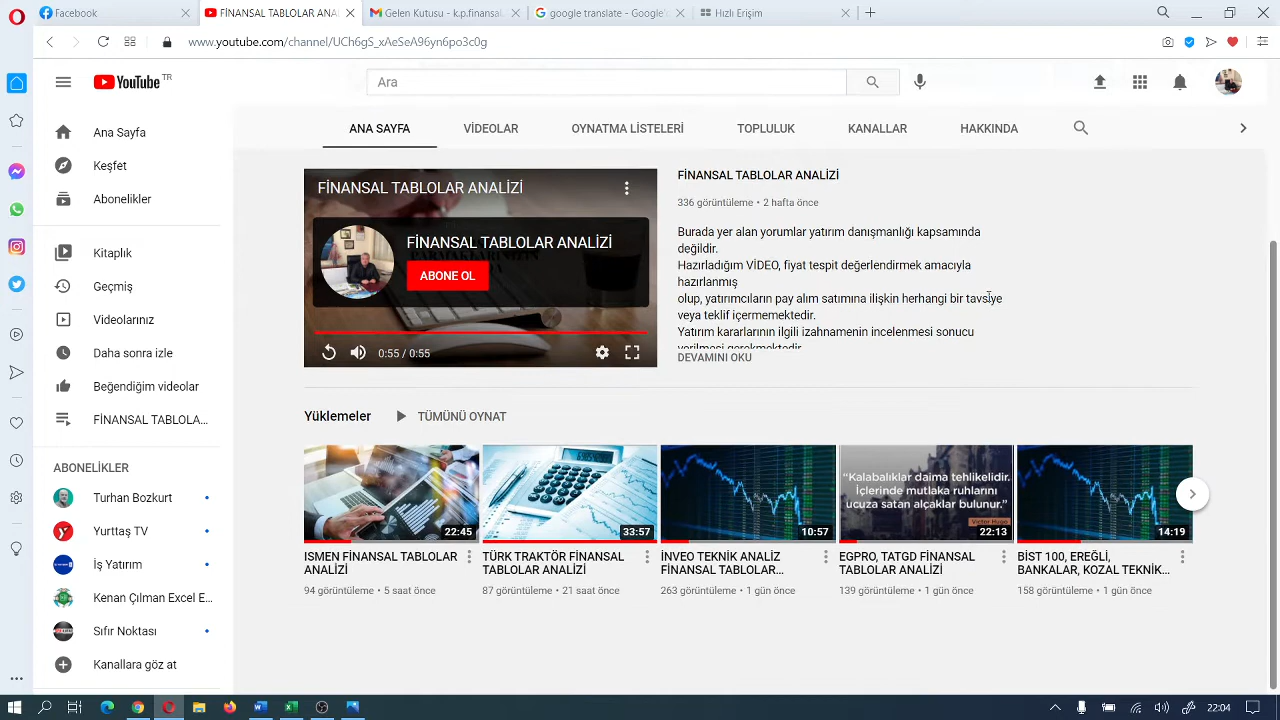 Facebook
FİNANSAL TABLOLAR ANAL
Gelen Kutusu - k.p.finansal
google translate - Google'd
Hızlı Erişim
www.youtube.com/channel/UCh6gS_xAeSeA96yn6po3c0g
YouTube TR
Ara
ANA SAYFA
VİDEOLAR
OYNATMA LİSTELERİ
TOPLULUK
KANALLAR
HAKKINDA
Ana Sayfa
Keşfet
Abonelikler
Kitaplık
Geçmiş
Videolarınız
Daha sonra izle
Beğendiğim videolar
FİNANSAL TABLOLA...
ABONELİKLER
Turhan Bozkurt
Yurttaş TV
İş Yatırım
Kenan Çılman Excel E...
Sıfır Noktası
Kanallara göz at
FİNANSAL TABLOLAR ANALİZİ
FİNANSAL TABLOLAR ANALİZİ
ABONE OL
0:55 / 0:55
FİNANSAL TABLOLAR ANALİZİ
336 görüntüleme • 2 hafta önce
Burada yer alan yorumlar yatırım danışmanlığı kapsamında
değildir.
Hazırladığım VİDEO, fiyat tespit değerlendirmek amacıyla
hazırlanmış
olup, yatırımcıların pay alım satımına ilişkin herhangi bir tavsiye
veya teklif içermemektedir.
Yatırım kararlarının ilgili izahnamenin incelenmesi sonucu
verilmesi gerekmektedir.
DEVAMINI OKU
Yüklemeler
TÜMÜNÜ OYNAT
22:45
ISMEN FİNANSAL TABLOLAR
ANALİZİ
94 görüntüleme • 5 saat önce
33:57
TÜRK TRAKTÖR FİNANSAL
TABLOLAR ANALİZİ
87 görüntüleme • 21 saat önce
10:57
İNVEO TEKNİK ANALİZ
FİNANSAL TABLOLAR...
263 görüntüleme • 1 gün önce
“Kalabalıklar daima tehlikelidir.
İçlerinde mutlaka ruhlarını
ucuza satan alçaklar bulunur.”
Victor Hugo
22:13
EGPRO, TATGD FİNANSAL
TABLOLAR ANALİZİ
139 görüntüleme • 1 gün önce
14:19
BİST 100, EREĞLİ,
BANKALAR, KOZAL TEKNİK...
158 görüntüleme • 1 gün önce
22:04